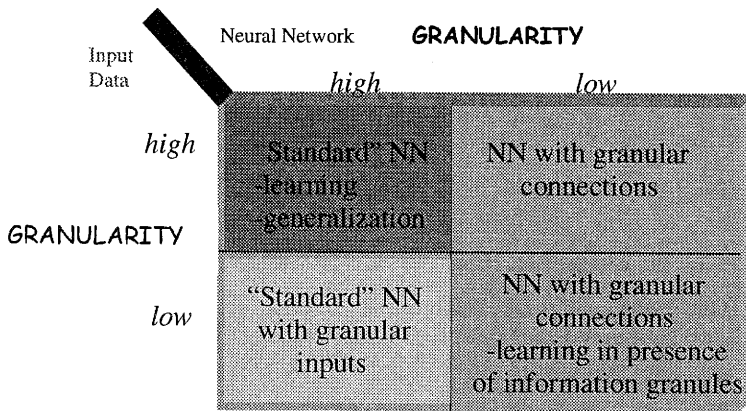 Neural Network GRANULARITY
Input
Data
high low
high
"Standard" NN
-learning
-generalization
NN with granular
connections
GRANULARITY
low
“Standard” NN
with granular
inputs
NN with granular
connections
-learning in presence
of information granules